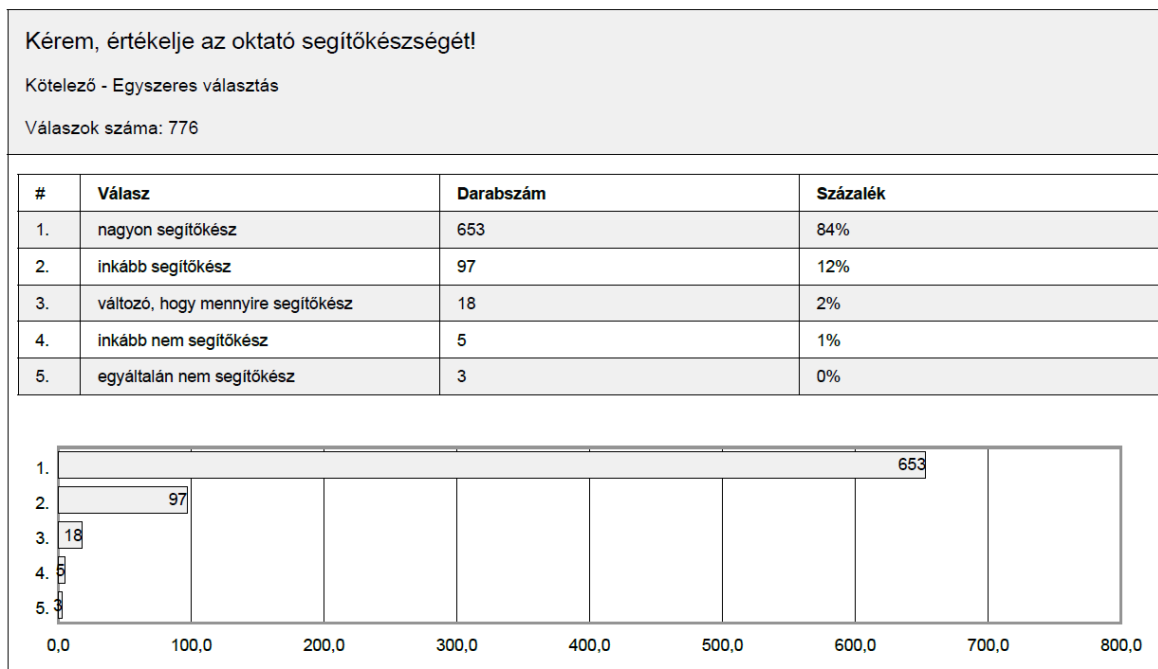 Kérem, értékelje az oktató segítőkészségét!
Kötelező - Egyszeres választás
Válaszok száma: 776
# Válasz Darabszám Százalék
1. nagyon segítőkész 653 84%
2. inkább segítőkész 97 12%
3. változó, hogy mennyire segítőkész 18 2%
4. inkább nem segítőkész 5 1%
5. egyáltalán nem segítőkész 3 0%
1. 653
2. 97
3. 18
4. 5
5. 3
0,0 100,0 200,0 300,0 400,0 500,0 600,0 700,0 800,0